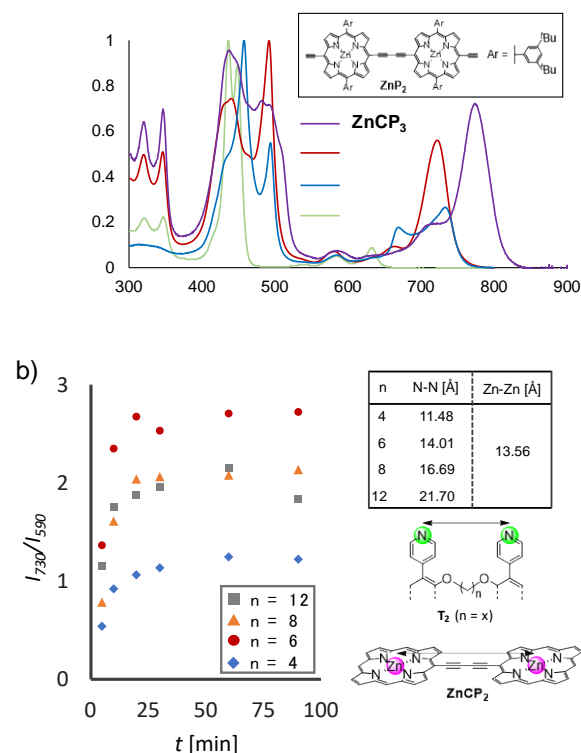 Ar Ar
N N N N
Zn Zn
N N N N
Ar Ar
ZnP2
Ar =
tBu
tBu
ZnCP3
1
0.8
0.6
0.4
0.2
0
300 400 500 600 700 800 900
b)
I730/I590
3
2
1
0
0 25 50 75 100
t [min]
n = 12
n = 8
n = 6
n = 4
n N-N [Å] Zn-Zn [Å]
4 11.48
6 14.01
8 16.69
12 21.70
13.56
N N
O ( )n O
T2 (n = x)
N N N N
Zn Zn
N N N N
ZnCP2